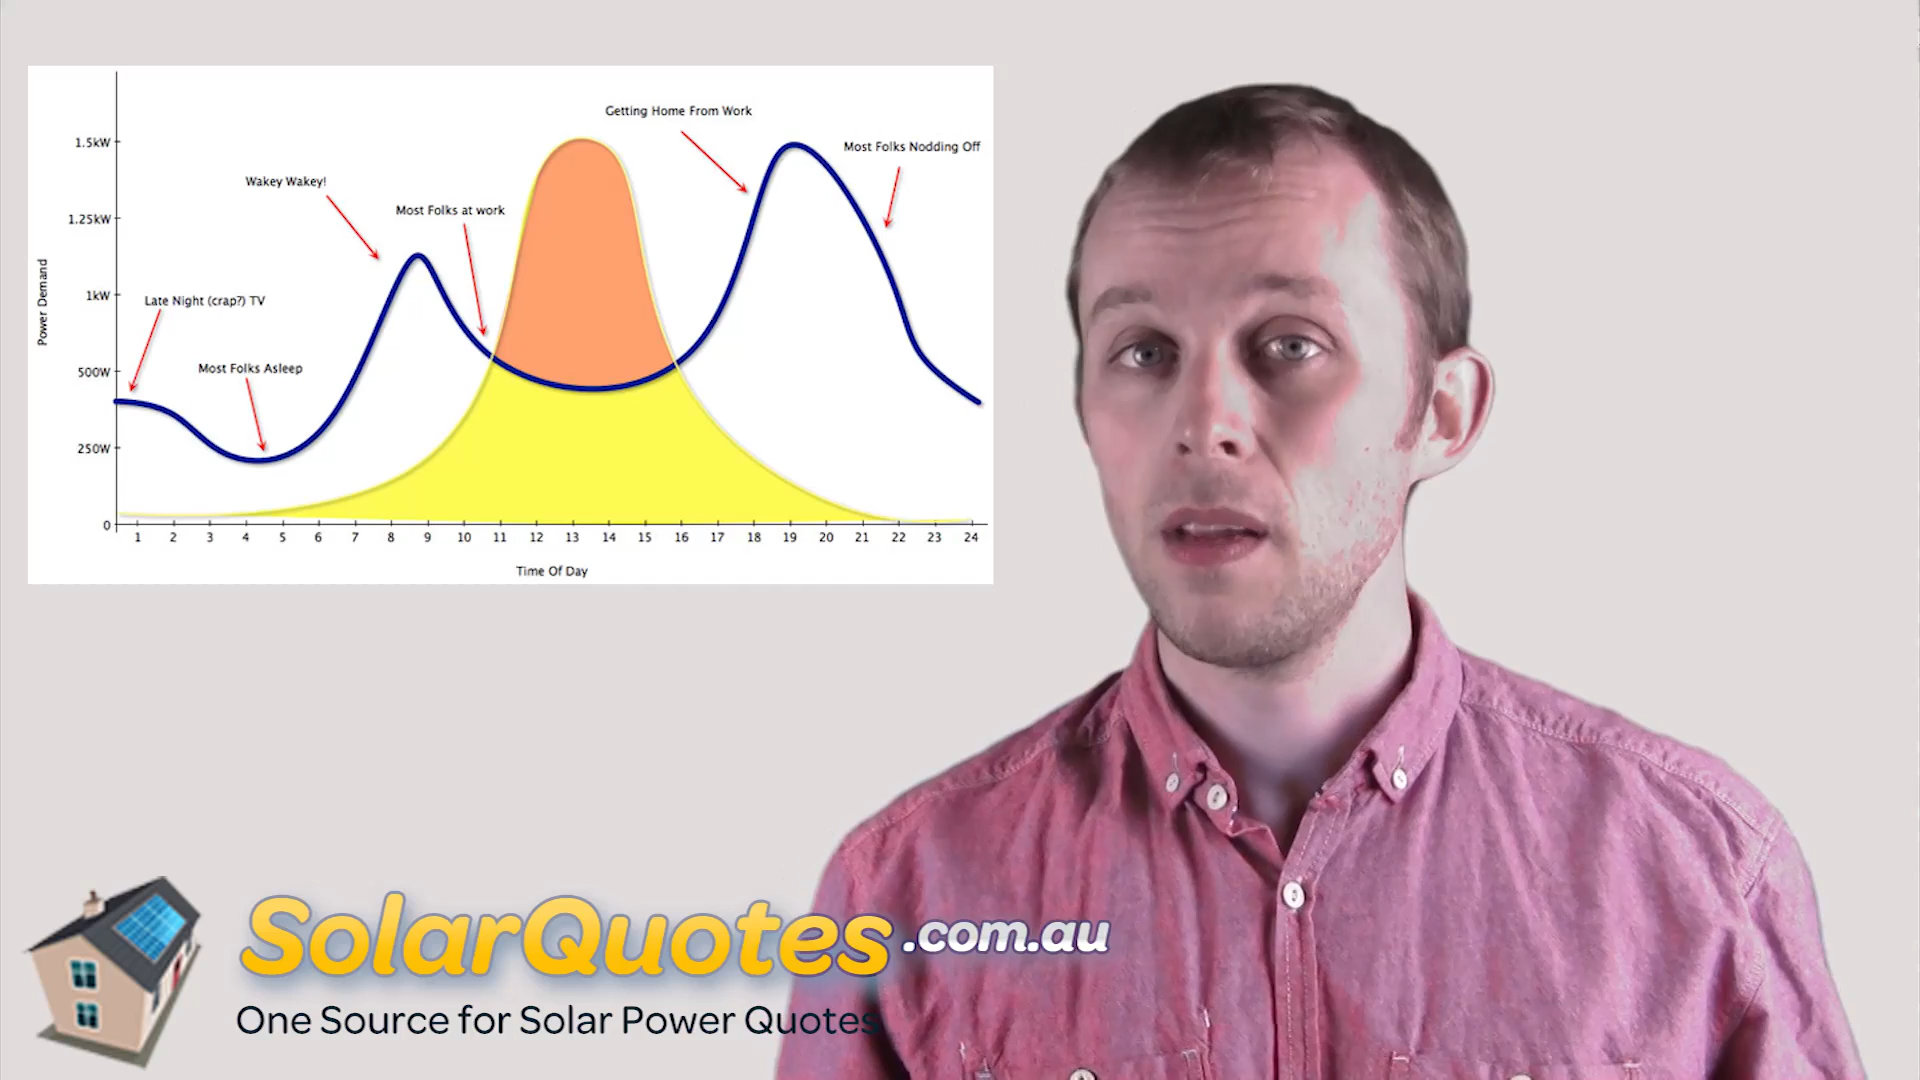 Getting Home From Work
1.5kW
Most Folks Nodding Off
Wakey Wakey!
Most Folks at work
1.25kW
Power Demand
1kW
Late Night (crap?) TV
500W
Most Folks Asleep
250W
0
1 2 3 4 5 6 7 8 9 10 11 12 13 14 15 16 17 18 19 20 21 22 23 24
Time Of Day
SolarQuotes.com.au
One Source for Solar Power Quotes